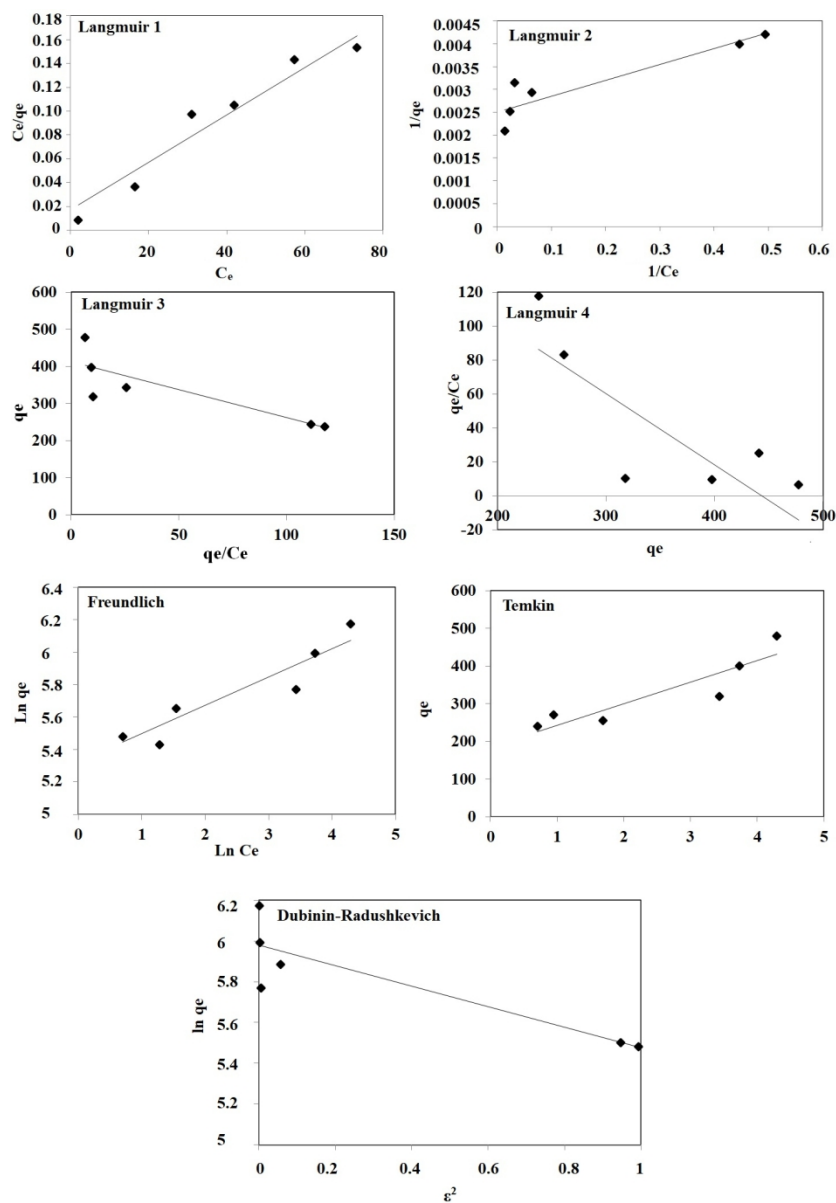 Langmuir 1
0.18
0.16
0.14
0.12
0.10
0.08
0.06
0.04
0.02
0
Ce/qe
0 20 40 60 80
Cₑ
Langmuir 2
0.0045
0.004
0.0035
0.003
0.0025
0.002
0.0015
0.001
0.0005
0
1/qe
0 0.1 0.2 0.3 0.4 0.5 0.6
1/Ce
Langmuir 3
600
500
400
300
200
100
0
qe
0 50 100 150
qe/Ce
Langmuir 4
120
100
80
60
40
20
0
-20
qe/Ce
200 300 400 500
qe
Freundlich
6.4
6.2
6
5.8
5.6
5.4
5.2
5
Ln qe
0 1 2 3 4 5
Ln Ce
Temkin
600
500
400
300
200
100
0
qe
0 1 2 3 4 5
Dubinin-Radushkevich
6.2
6
5.8
5.6
5.4
5.2
5
ln qe
0 0.2 0.4 0.6 0.8 1
ε²